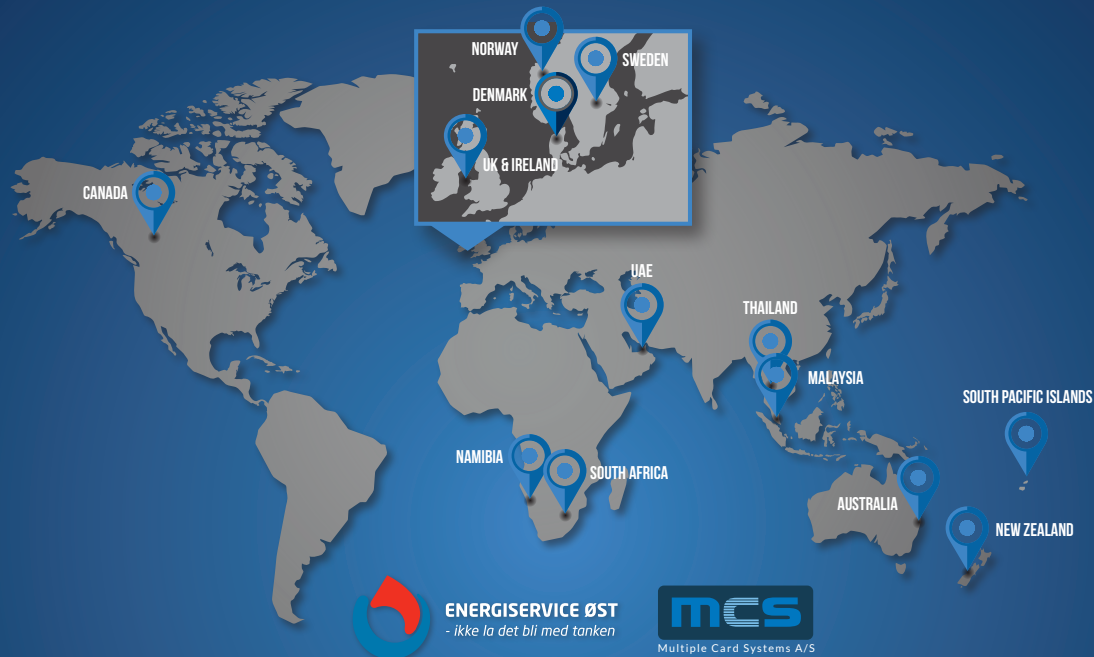 NORWAY
SWEDEN
DENMARK
UK & IRELAND
CANADA
UAE
THAILAND
MALAYSIA
SOUTH PACIFIC ISLANDS
NAMIBIA
SOUTH AFRICA
AUSTRALIA
NEW ZEALAND
ENERGISERVICE ØST
- ikke la det bli med tanken
mcs
Multiple Card Systems A/S